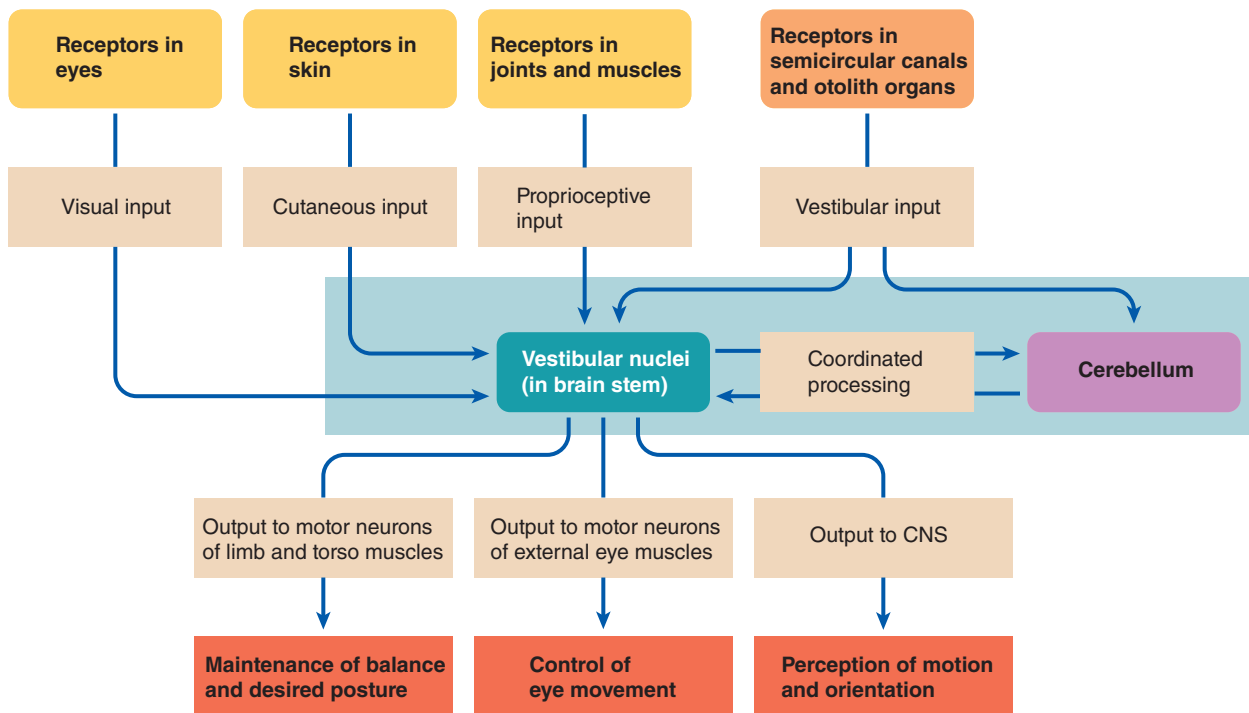 Receptors in
eyes
Receptors in
skin
Receptors in
joints and muscles
Receptors in
semicircular canals
and otolith organs
Visual input
Cutaneous input
Proprioceptive
input
Vestibular input
Vestibular nuclei
(in brain stem)
Coordinated
processing
Cerebellum
Output to motor neurons
of limb and torso muscles
Output to motor neurons
of external eye muscles
Output to CNS
Maintenance of balance
and desired posture
Control of
eye movement
Perception of motion
and orientation